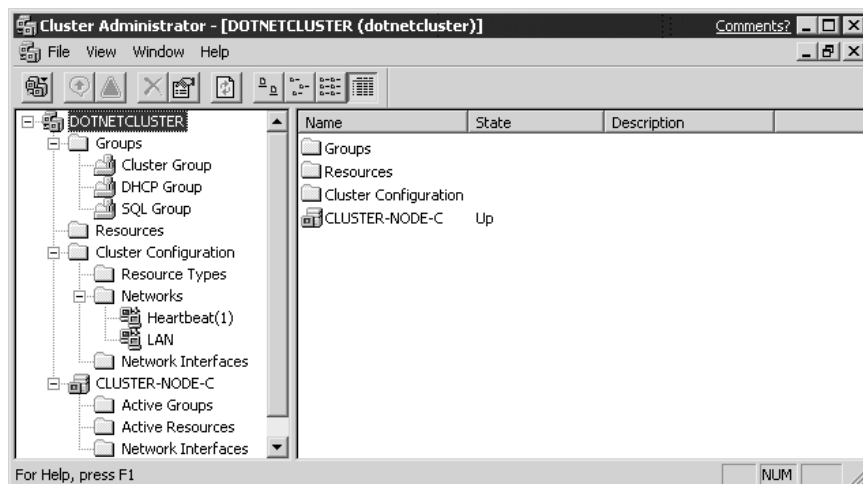 Cluster Administrator - [DOTNETCLUSTER (dotnetcluster)] Comments?
File View Window Help
DOTNETCLUSTER
Groups
Cluster Group
DHCP Group
SQL Group
Resources
Cluster Configuration
Resource Types
Networks
Heartbeat(1)
LAN
Network Interfaces
CLUSTER-NODE-C
Active Groups
Active Resources
Network Interfaces
Name State Description
Groups
Resources
Cluster Configuration
CLUSTER-NODE-C Up
For Help, press F1 NUM